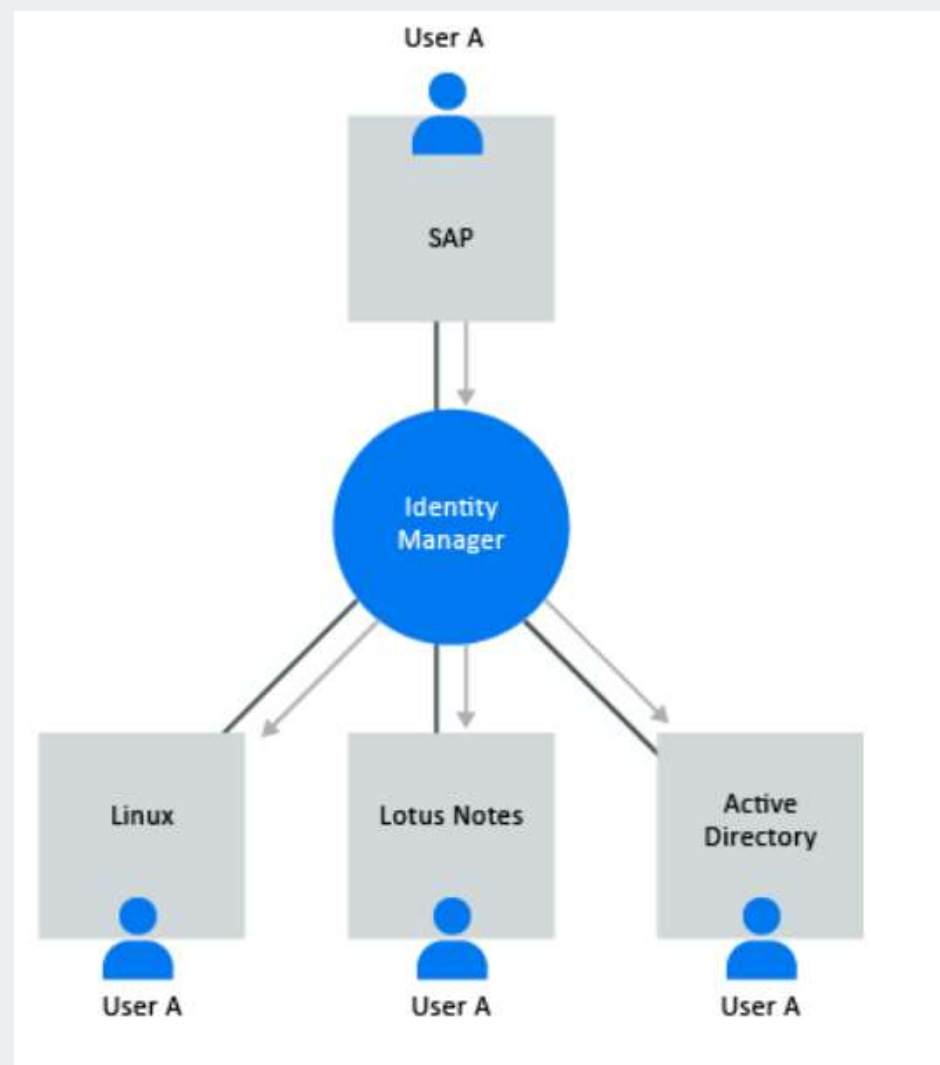 User A
SAP
Identity
Manager
Linux
Lotus Notes
Active
Directory
User A
User A
User A